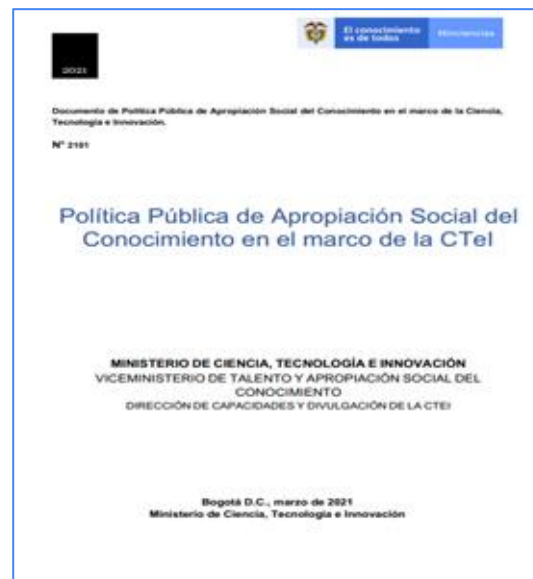 El conocimiento
es de todos
Minciencias
2021
Documento de Política Pública de Apropiación Social del Conocimiento en el marco de la Ciencia,
Tecnología e Innovación.
N° 2101
Política Pública de Apropiación Social del
Conocimiento en el marco de la CTeI
MINISTERIO DE CIENCIA, TECNOLOGÍA E INNOVACIÓN
VICEMINISTERIO DE TALENTO Y APROPIACIÓN SOCIAL DEL
CONOCIMIENTO
DIRECCIÓN DE CAPACIDADES Y DIVULGACIÓN DE LA CTEI
Bogotá D.C., marzo de 2021
Ministerio de Ciencia, Tecnología e Innovación